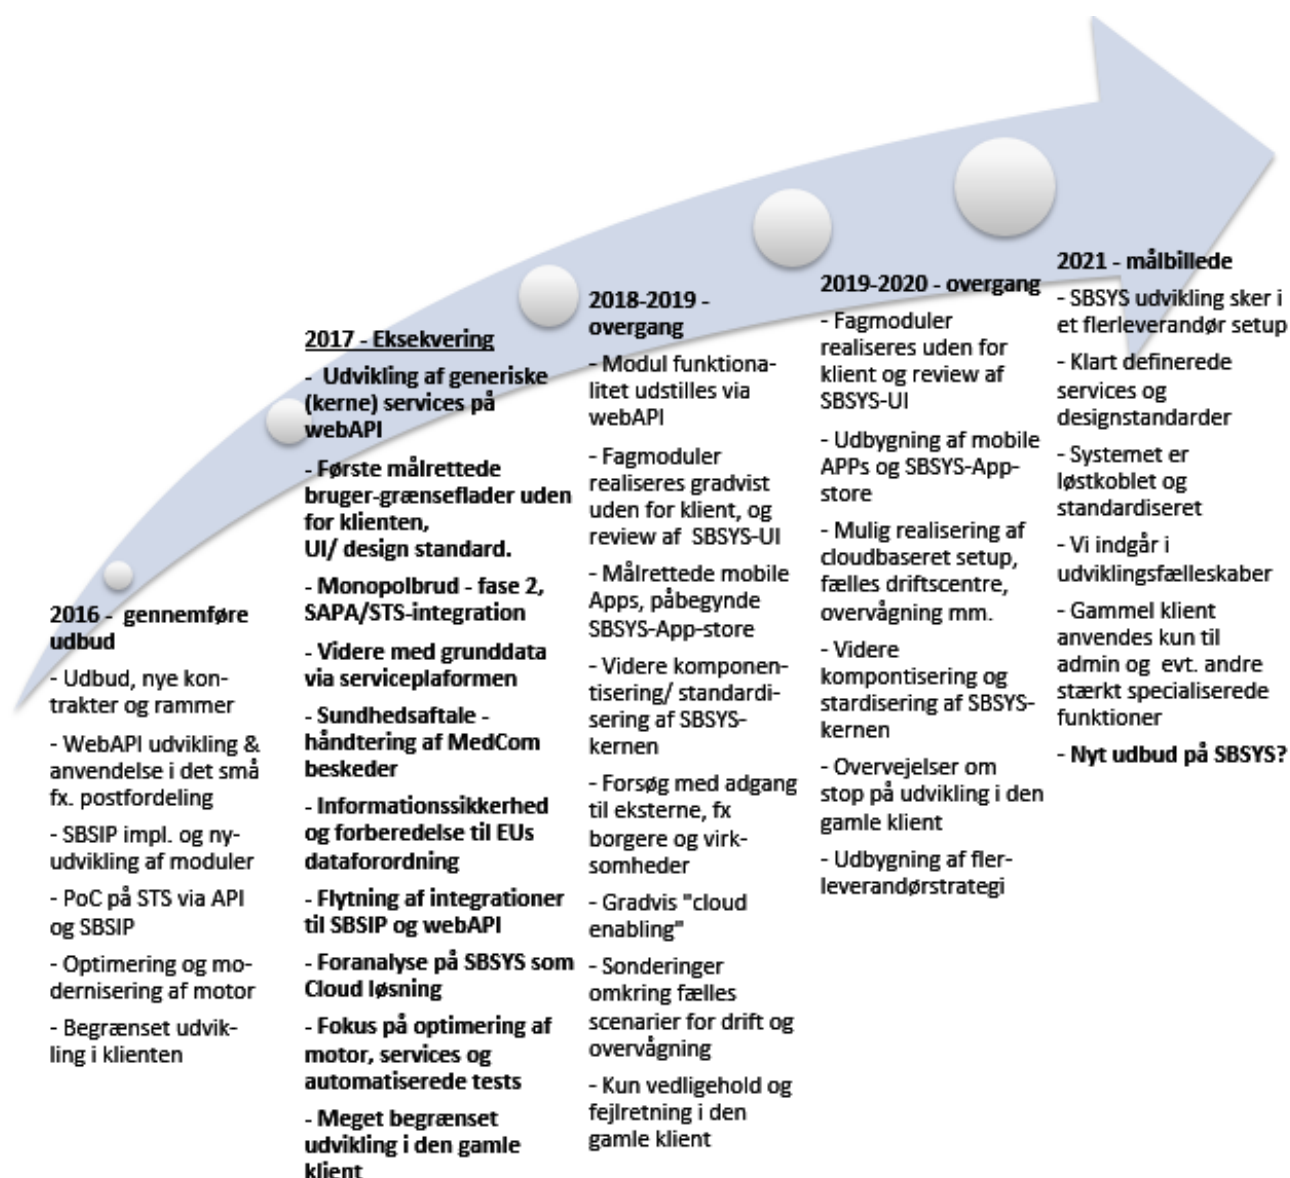 2016 -  gennemføre
udbud
- Udbud, nye kon-
trakter og rammer
- WebAPI udvikling &
anvendelse i det små
fx. postfordeling
- SBSIP impl. og ny-
udvikling af moduler
- PoC på STS via API
og SBSIP
- Optimering og mo-
dernisering af motor
- Begrænset udvik-
ling i klienten
2017 - Eksekvering
-  Udvikling af generiske
(kerne) services på
webAPI
- Første målrettede
bruger-grænseflader uden
for klienten,
UI/ design standard.
- Monopolbrud - fase 2,
SAPA/STS-integration
- Videre med grunddata
via serviceplaformen
- Sundhedsaftale -
håndtering af MedCom
beskeder
- Informationssikkerhed
og forberedelse til EUs
dataforordning
- Flytning af integrationer
til SBSIP og webAPI
- Foranalyse på SBSYS som
Cloud løsning
- Fokus på optimering af
motor, services og
automatiserede tests
- Meget begrænset
udvikling i den gamle
klient
2018-2019 -
overgang
- Modul funktiona-
litet udstilles via
webAPI
- Fagmoduler
realiseres gradvist
uden for klient, og
review af  SBSYS-UI
- Målrettede mobile
Apps, påbegynde
SBSYS-App-store
- Videre komponen-
tisering/ standardi-
sering af SBSYS-
kernen
- Forsøg med adgang
til eksterne, fx
borgere og virk-
somheder
- Gradvis "cloud
enabling"
- Sonderinger
omkring fælles
scenarier for drift og
overvågning
- Kun vedligehold og
fejlretning i den
gamle klient
2019-2020 - overgang
- Fagmoduler
realiseres uden for
klient og review af
SBSYS-UI
- Udbygning af mobile
APPs og SBSYS-App-
store
- Mulig realisering af
cloudbaseret setup,
fælles driftscentre,
overvågning mm.
- Videre
kompontisering og
stardisering af SBSYS-
kernen
- Overvejelser om
stop på udvikling i den
gamle klient
- Udbygning af fler-
leverandørstrategi
2021 - målbillede
- SBSYS udvikling sker i
et flerleverandør setup
- Klart definerede
services og
designstandarder
- Systemet er
løstkoblet og
standardiseret
- Vi indgår i
udviklingsfælleskaber
- Gammel klient
anvendes kun til
admin og  evt. andre
stærkt specialiserede
funktioner
- Nyt udbud på SBSYS?